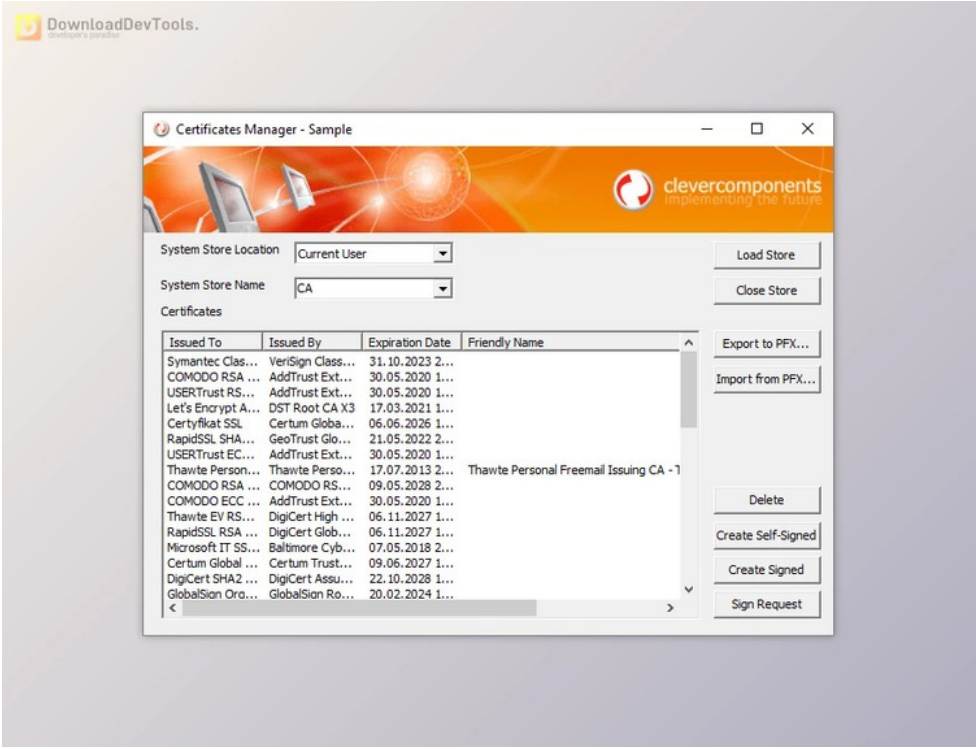 DownloadDevTools.
developer's paradise
Certificates Manager - Sample
clevercomponents
implementing the future
System Store Location Current User Load Store
System Store Name CA Close Store
Certificates
Issued To Issued By Expiration Date Friendly Name Export to PFX...
Symantec Clas... VeriSign Class... 31.10.2023 2...
COMODO RSA ... AddTrust Ext... 30.05.2020 1... Import from PFX...
USERTrust RS... AddTrust Ext... 30.05.2020 1...
Let's Encrypt A... DST Root CA X3 17.03.2021 1...
Certyfikat SSL Certum Globa... 06.06.2026 1...
RapidSSL SHA... GeoTrust Glo... 21.05.2022 2...
USERTrust EC... AddTrust Ext... 30.05.2020 1...
Thawte Person... Thawte Perso... 17.07.2013 2... Thawte Personal Freemail Issuing CA - T
COMODO RSA ... COMODO RS... 09.05.2028 2...
COMODO ECC ... AddTrust Ext... 30.05.2020 1... Delete
Thawte EV RS... DigiCert High ... 06.11.2027 1...
RapidSSL RSA ... DigiCert Glob... 06.11.2027 1... Create Self-Signed
Microsoft IT SS... Baltimore Cyb... 07.05.2018 2...
Certum Global ... Certum Trust... 09.06.2027 1... Create Signed
DigiCert SHA2 ... DigiCert Assu... 22.10.2028 1...
GlobalSign Org... GlobalSign Ro... 20.02.2024 1... Sign Request